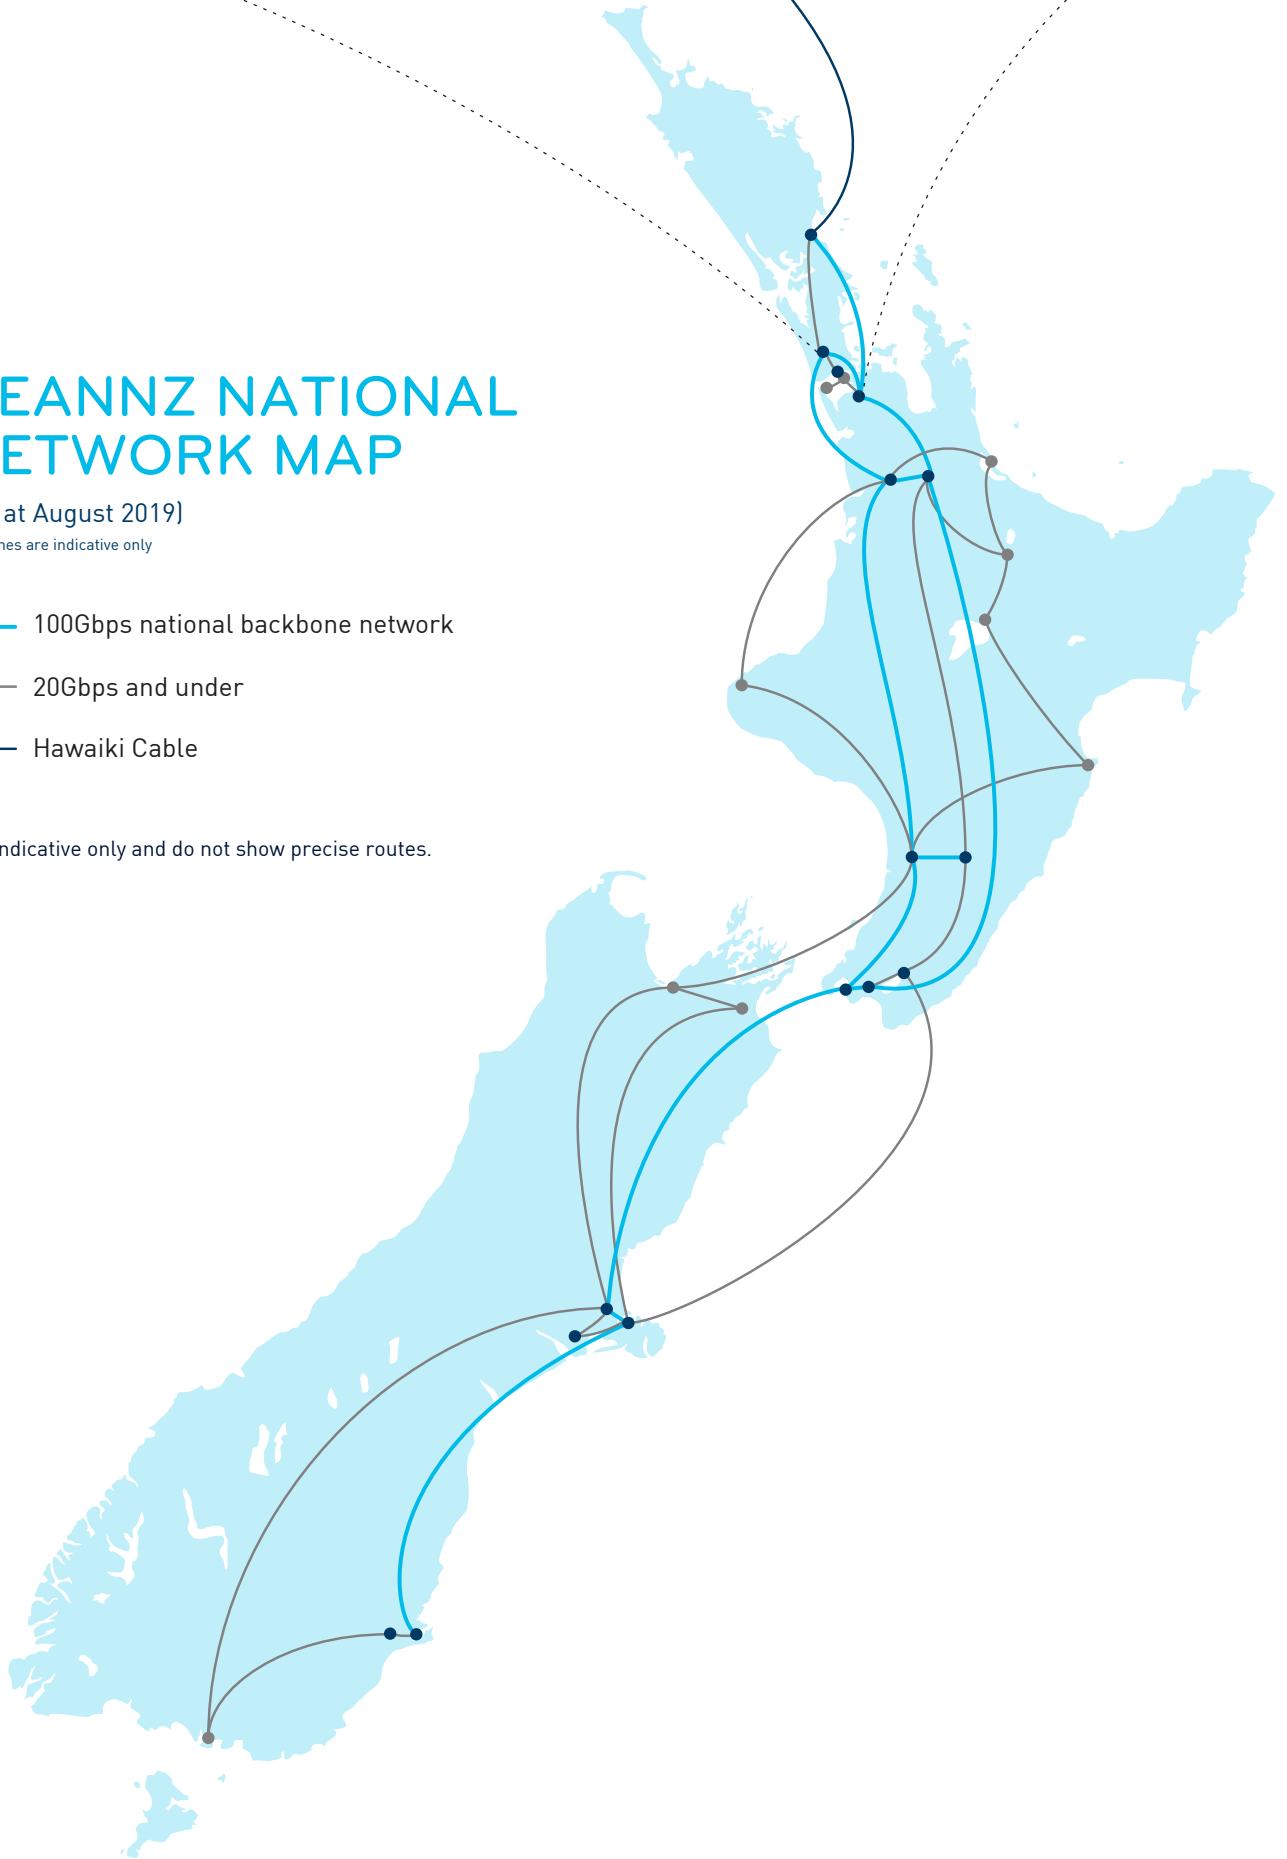 EANNZ NATIONAL
ETWORK MAP
at August 2019)
nes are indicative only
100Gbps national backbone network
20Gbps and under
Hawaiki Cable
ndicative only and do not show precise routes.